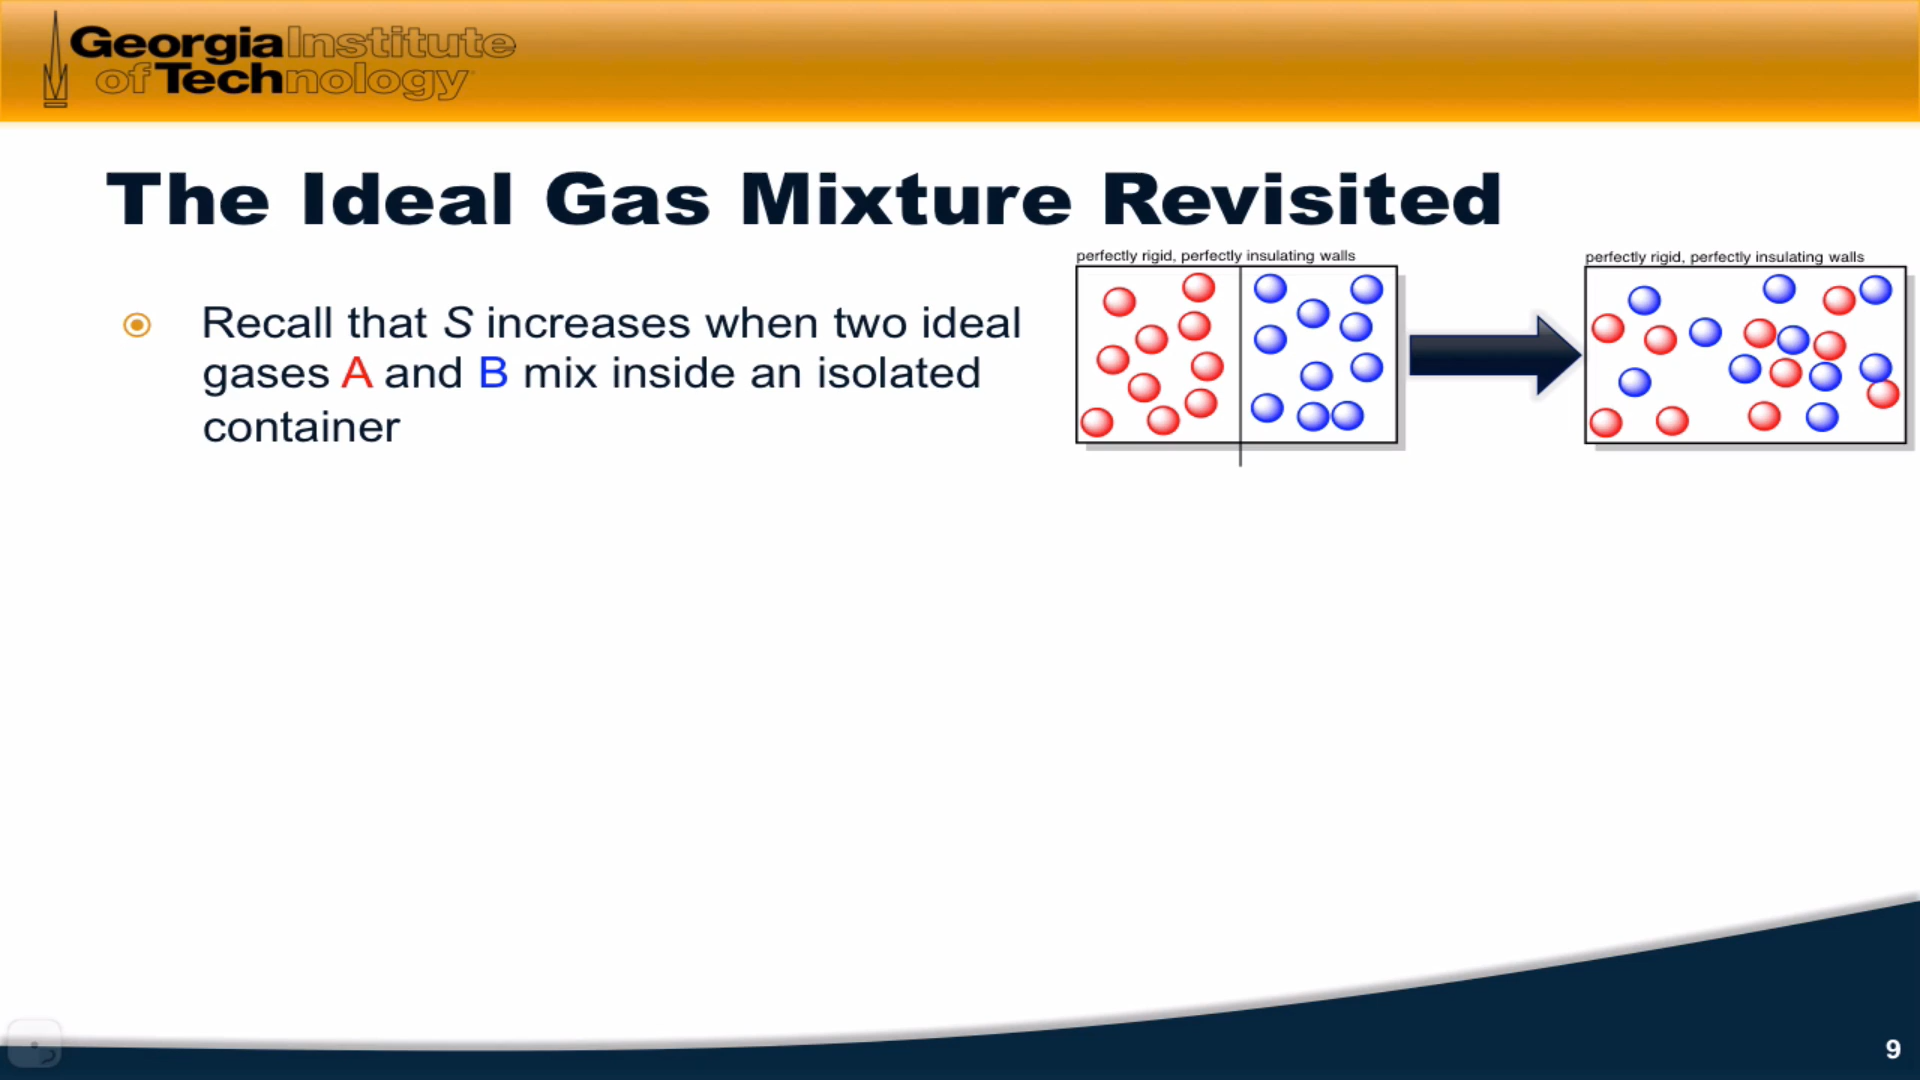 Georgia Institute
of Technology
The Ideal Gas Mixture Revisited
perfectly rigid, perfectly insulating walls
perfectly rigid, perfectly insulating walls
Recall that S increases when two ideal
gases A and B mix inside an isolated
container
9